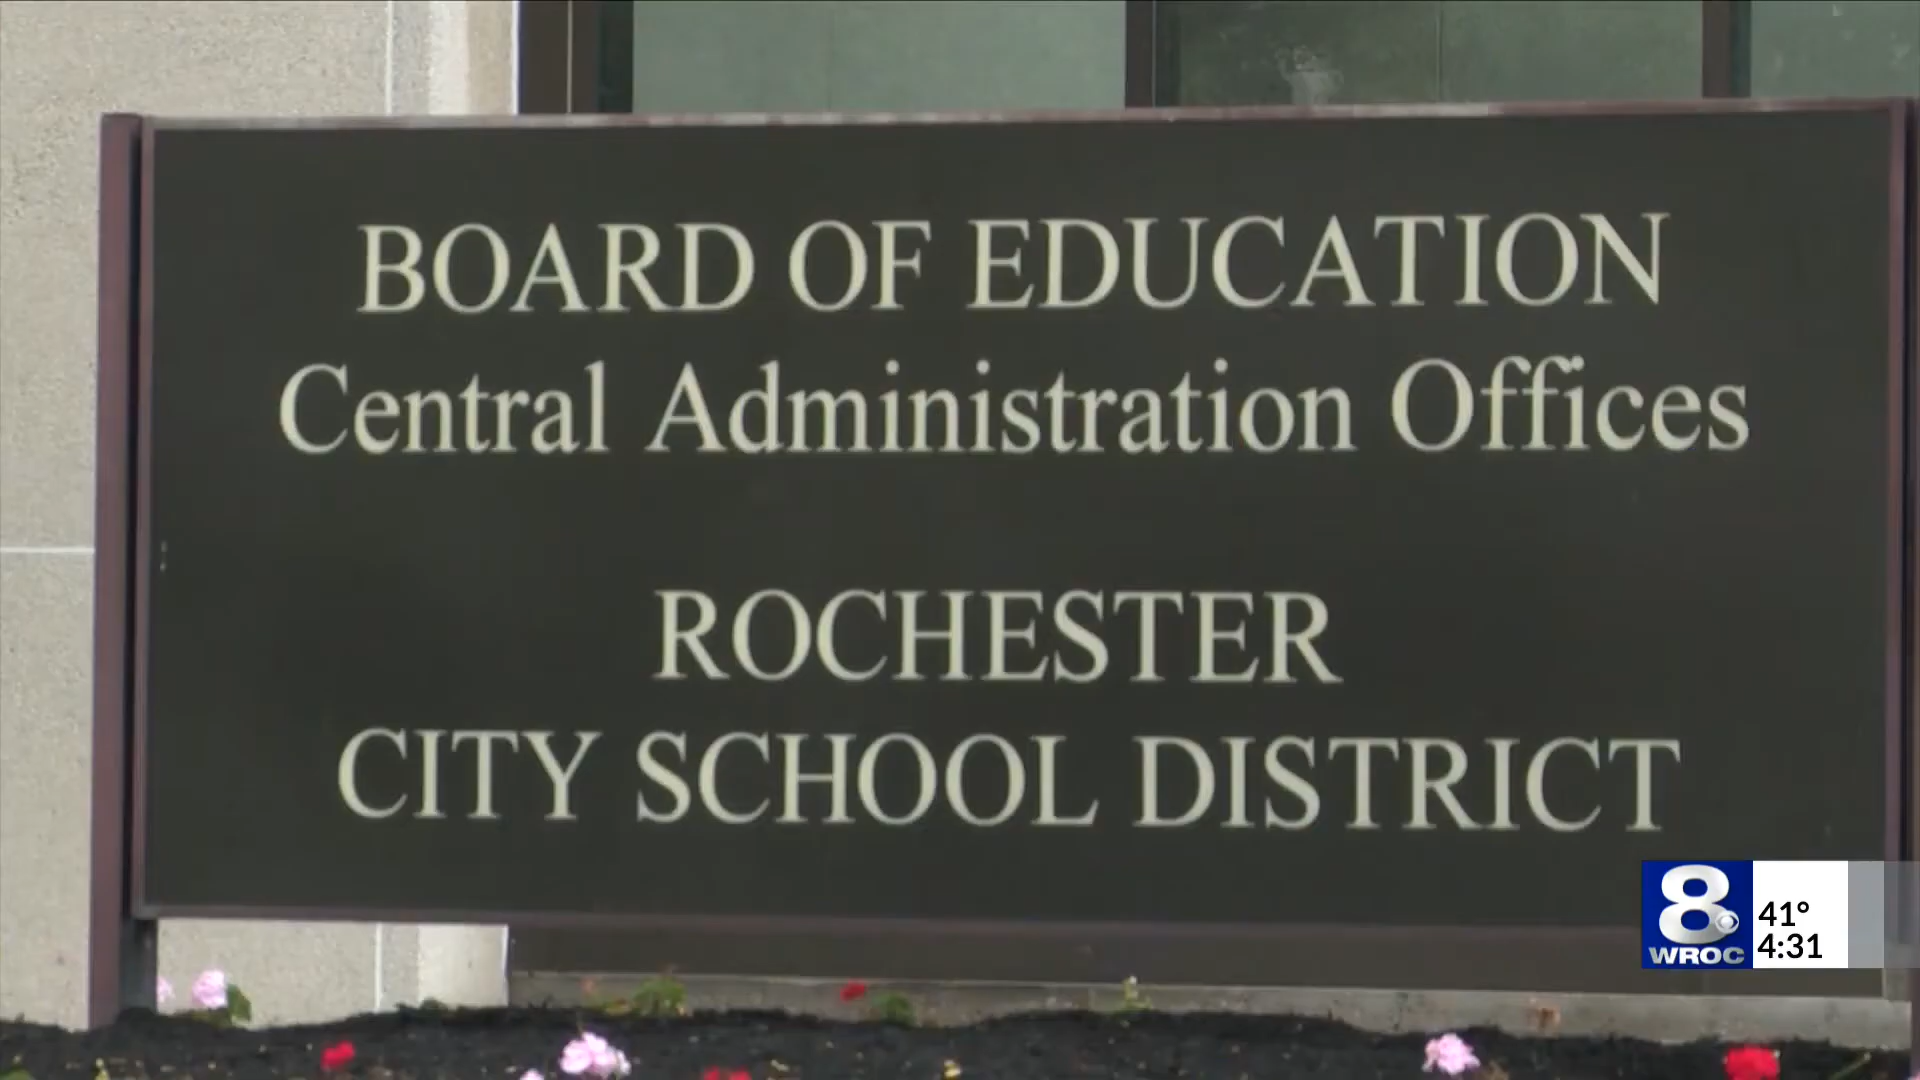 BOARD OF EDUCATION
Central Administration Offices
ROCHESTER
CITY SCHOOL DISTRICT
8
WROC
41°
4:31